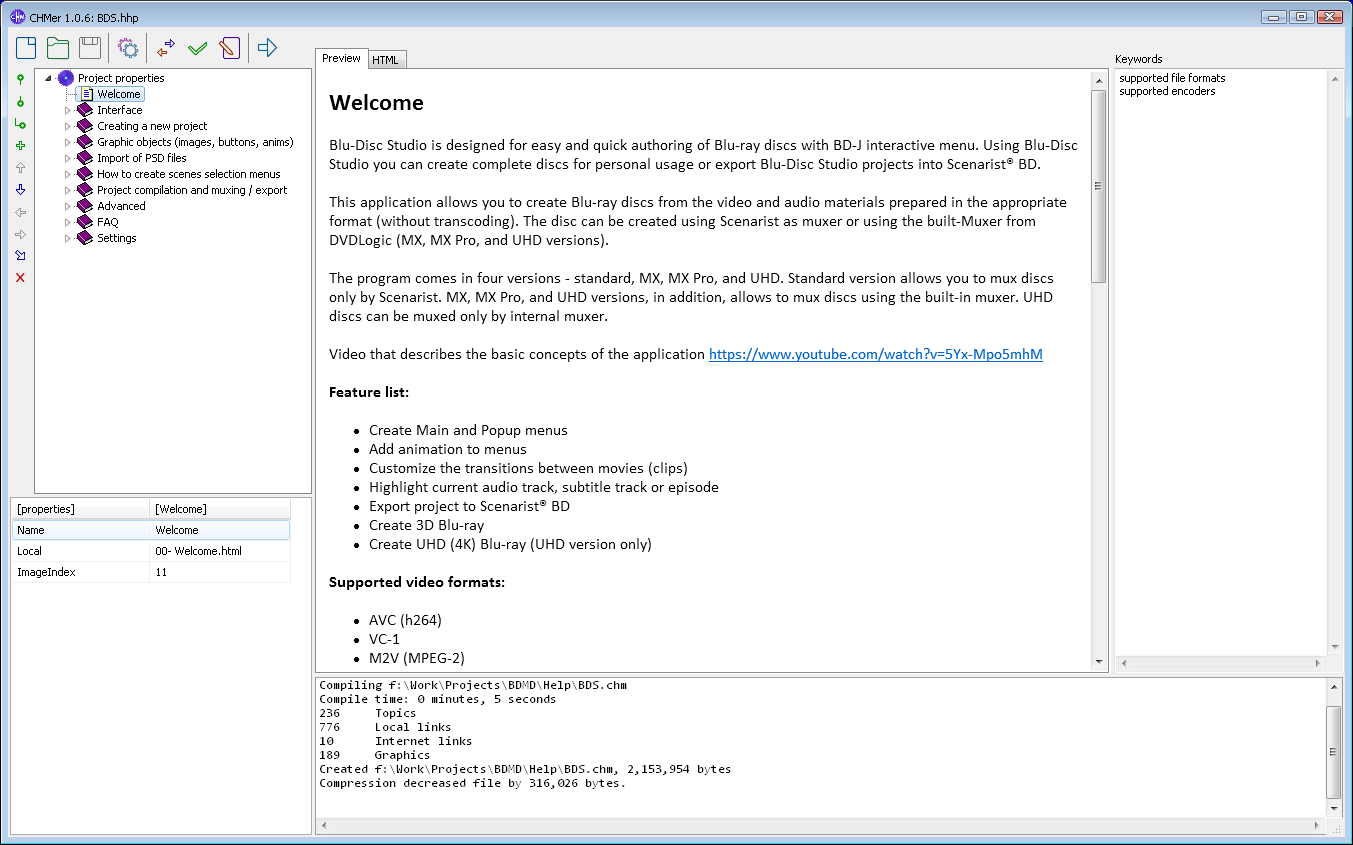 CHM
CHMer 1.0.6: BDS.hhp
Project properties
Welcome
Interface
Creating a new project
Graphic objects (images, buttons, anims)
Import of PSD files
How to create scenes selection menus
Project compilation and muxing / export
Advanced
FAQ
Settings
[properties] [Welcome]
Name Welcome
Local 00- Welcome.html
ImageIndex 11
Preview HTML
Welcome
Blu-Disc Studio is designed for easy and quick authoring of Blu-ray discs with BD-J interactive menu. Using Blu-Disc
Studio you can create complete discs for personal usage or export Blu-Disc Studio projects into Scenarist® BD.
This application allows you to create Blu-ray discs from the video and audio materials prepared in the appropriate
format (without transcoding). The disc can be created using Scenarist as muxer or using the built-Muxer from
DVDLogic (MX, MX Pro, and UHD versions).
The program comes in four versions - standard, MX, MX Pro, and UHD. Standard version allows you to mux discs
only by Scenarist. MX, MX Pro, and UHD versions, in addition, allows to mux discs using the built-in muxer. UHD
discs can be muxed only by internal muxer.
Video that describes the basic concepts of the application https://www.youtube.com/watch?v=5Yx-Mpo5mhM
Feature list:
• Create Main and Popup menus
• Add animation to menus
• Customize the transitions between movies (clips)
• Highlight current audio track, subtitle track or episode
• Export project to Scenarist® BD
• Create 3D Blu-ray
• Create UHD (4K) Blu-ray (UHD version only)
Supported video formats:
• AVC (h264)
• VC-1
• M2V (MPEG-2)
Keywords
supported file formats
supported encoders
Compiling f:\Work\Projects\BDMD\Help\BDS.chm
Compile time: 0 minutes, 5 seconds
236 Topics
776 Local links
10 Internet links
189 Graphics
Created f:\Work\Projects\BDMD\Help\BDS.chm, 2,153,954 bytes
Compression decreased file by 316,026 bytes.